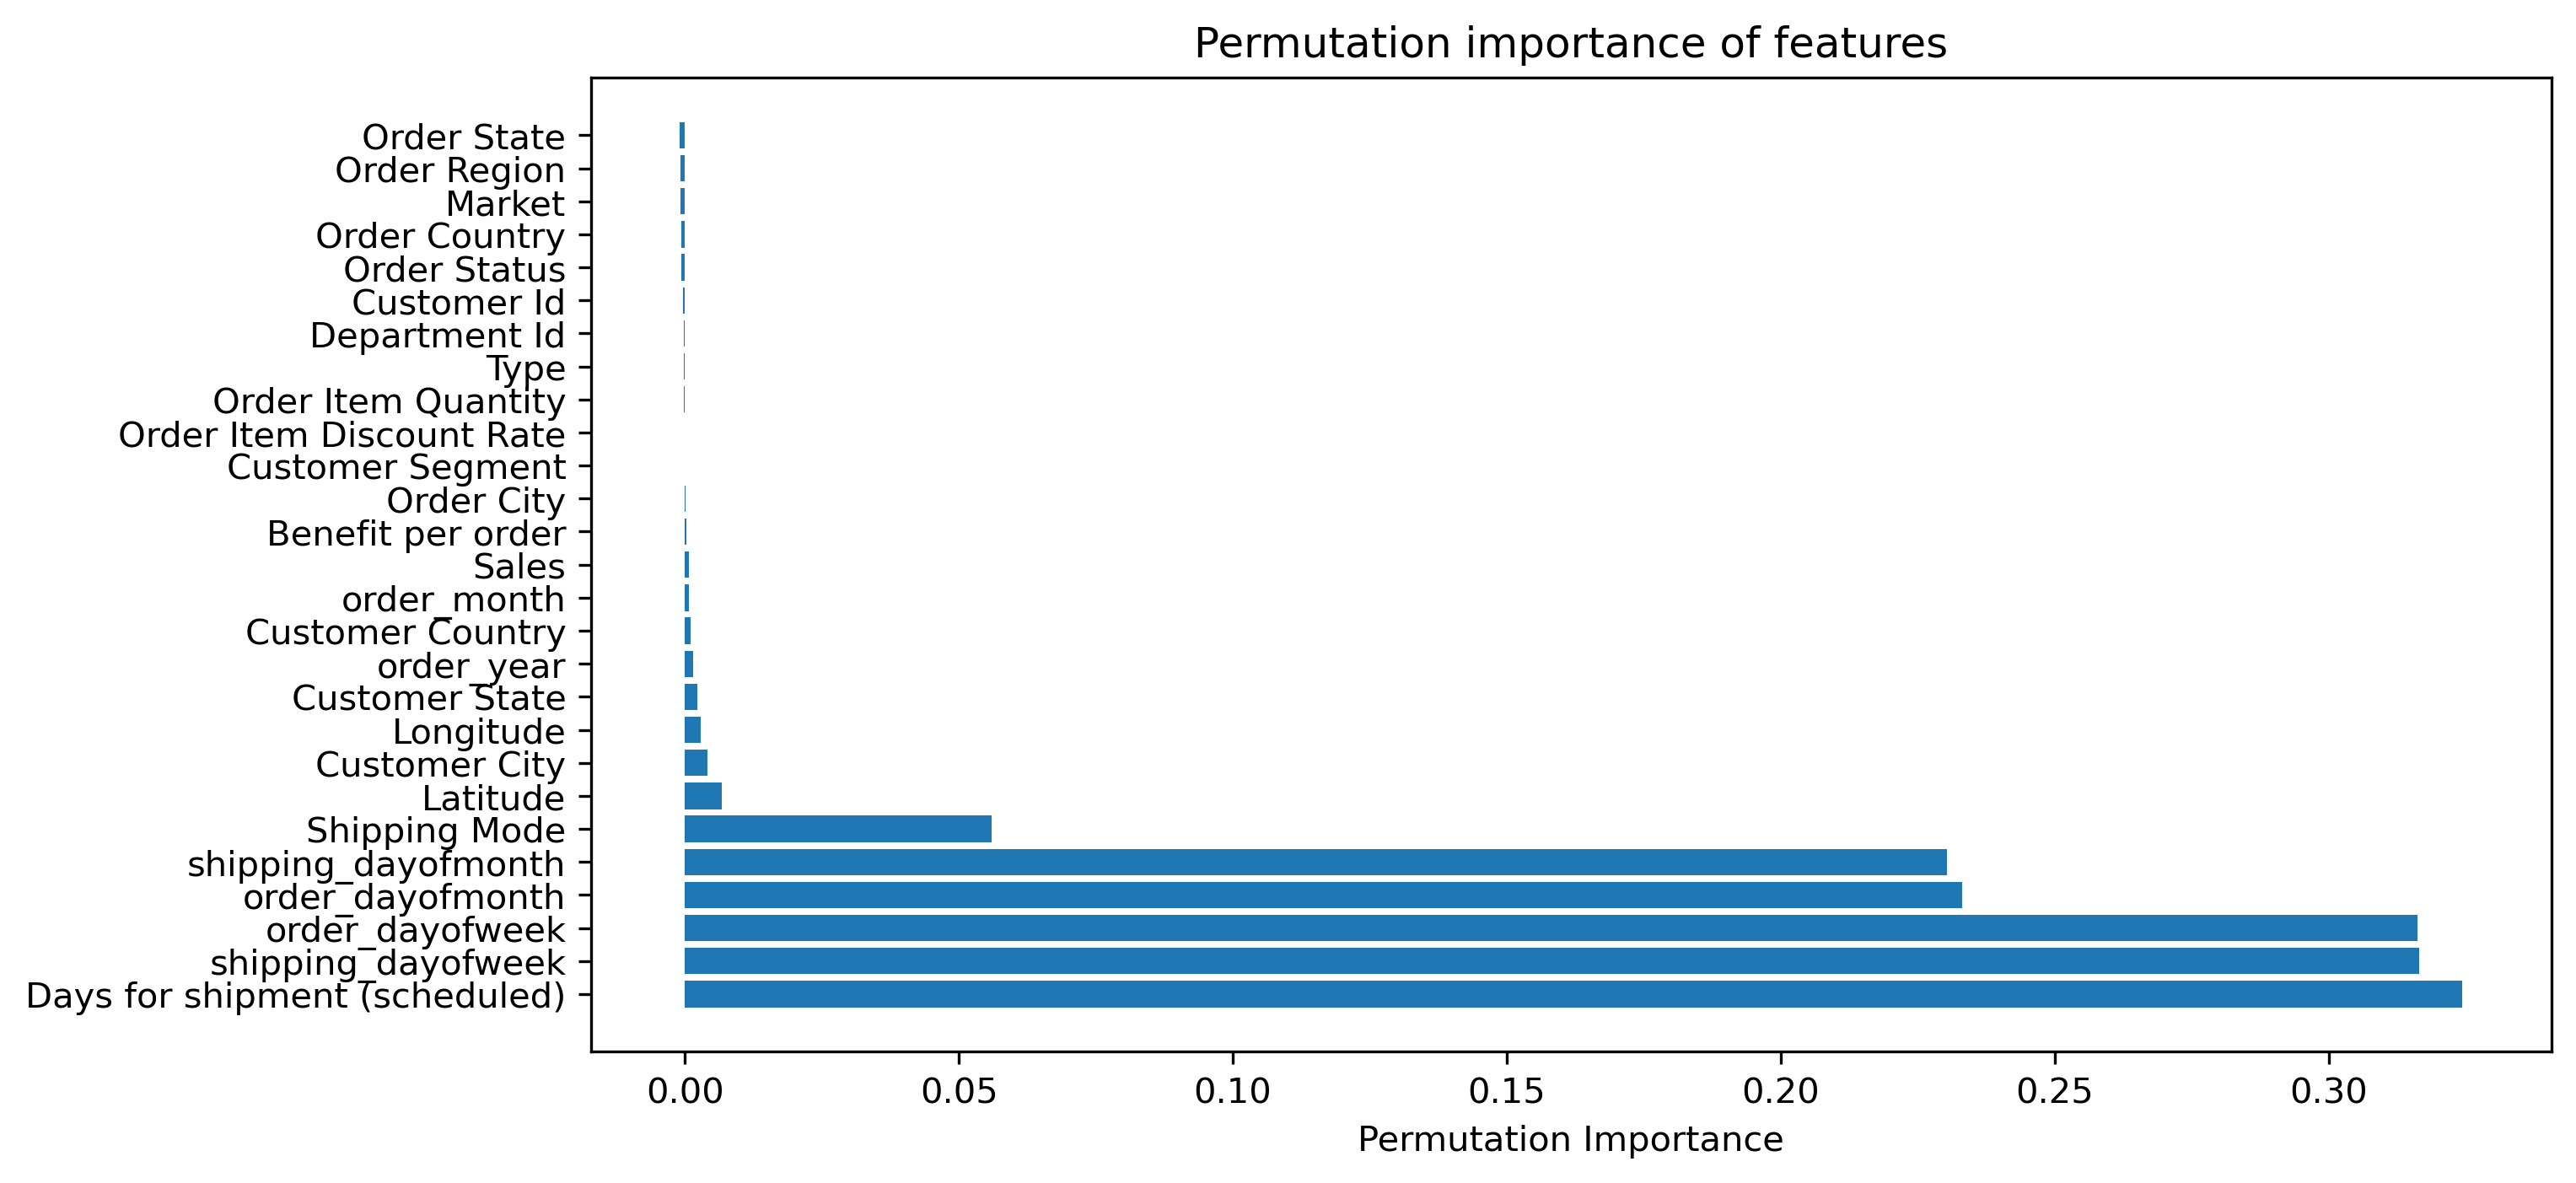 Permutation importance of features
Order State
Order Region
Market
Order Country
Order Status
Customer Id
Department Id
Type
Order Item Quantity
Order Item Discount Rate
Customer Segment
Order City
Benefit per order
Sales
order_month
Customer Country
order_year
Customer State
Longitude
Customer City
Latitude
Shipping Mode
shipping_dayofmonth
order_dayofmonth
order_dayofweek
shipping_dayofweek
Days for shipment (scheduled)
0.00 0.05 0.10 0.15 0.20 0.25 0.30
Permutation Importance